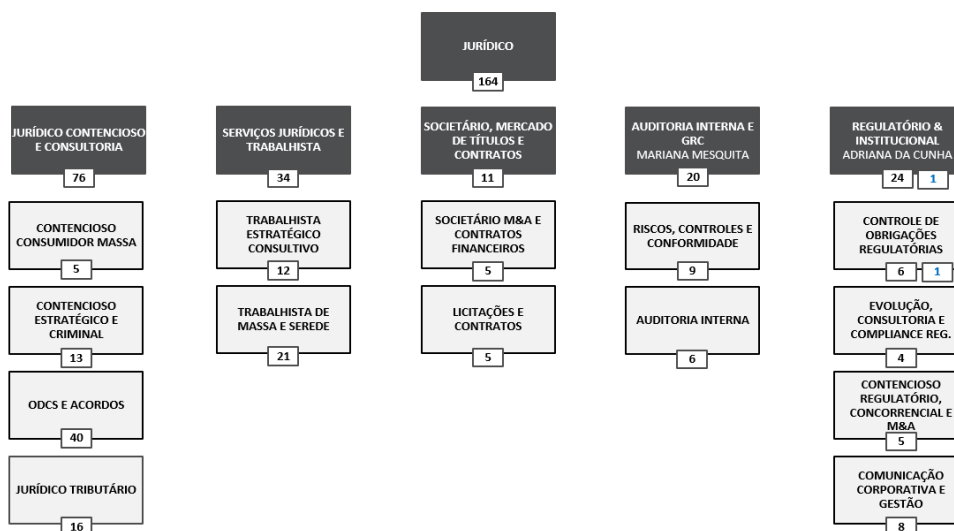 JURÍDICO
164
JURÍDICO CONTENCIOSO
E CONSULTORIA
76
CONTENCIOSO
CONSUMIDOR MASSA
5
CONTENCIOSO
ESTRATÉGICO E
CRIMINAL
13
ODCS E ACORDOS
40
JURÍDICO TRIBUTÁRIO
16
SERVIÇOS JURÍDICOS E
TRABALHISTA
34
TRABALHISTA
ESTRATÉGICO
CONSULTIVO
12
TRABALHISTA DE
MASSA E SEREDE
21
SOCIETÁRIO, MERCADO
DE TÍTULOS E
CONTRATOS
11
SOCIETÁRIO M&A E
CONTRATOS
FINANCEIROS
5
LICITAÇÕES E
CONTRATOS
5
AUDITORIA INTERNA E
GRC
MARIANA MESQUITA
20
RISCOS, CONTROLES E
CONFORMIDADE
9
AUDITORIA INTERNA
6
REGULATÓRIO &
INSTITUCIONAL
ADRIANA DA CUNHA
24 1
CONTROLE DE
OBRIGAÇÕES
REGULATÓRIAS
6 1
EVOLUÇÃO,
CONSULTORIA E
COMPLIANCE REG.
4
CONTENCIOSO
REGULATÓRIO,
CONCORRENCIAL E
M&A
5
COMUNICAÇÃO
CORPORATIVA E
GESTÃO
8